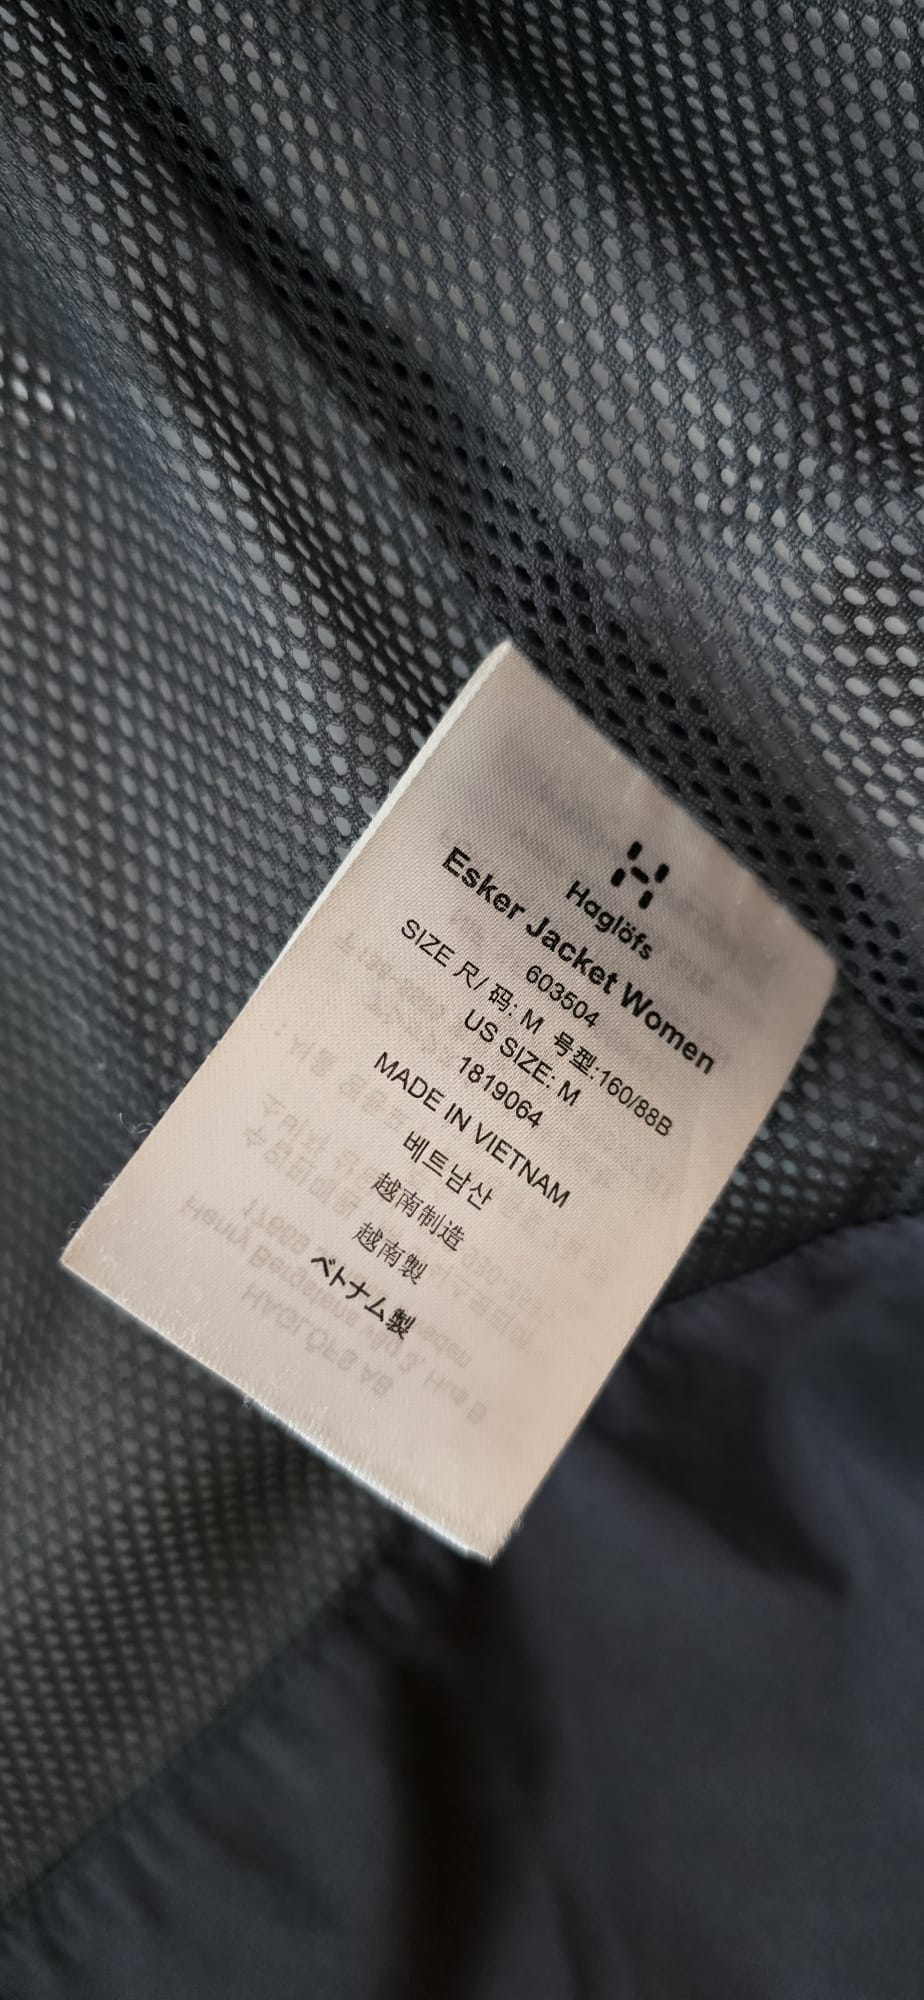 Haglöfs
Esker Jacket Women
603504
SIZE 尺/ 码: M 号型:160/88B
US SIZE: M
1819064
MADE IN VIETNAM
베트남산
越南制造
越南製
ベトナム製